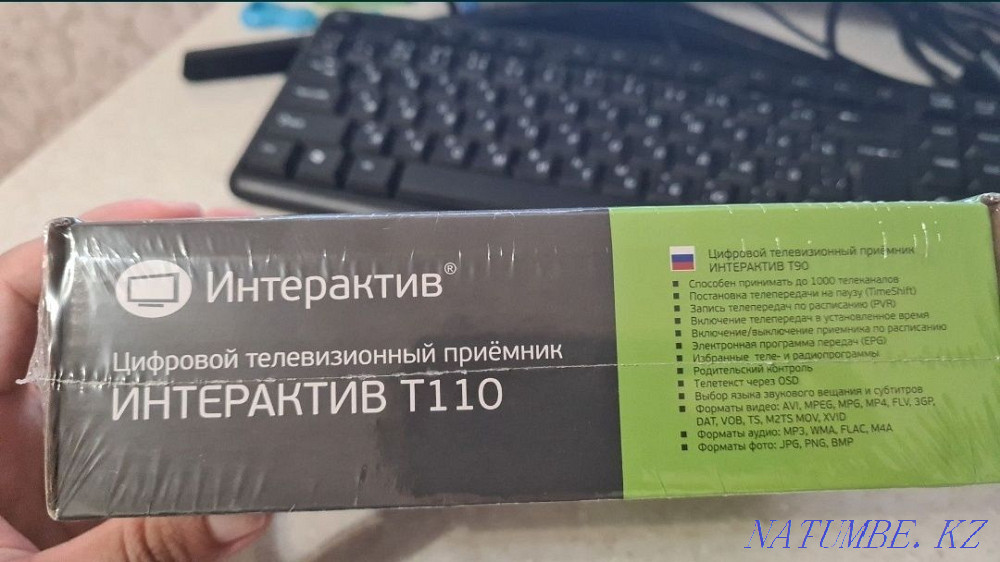 Интерактив®
Цифровой телевизионный приёмник
ИНТЕРАКТИВ Т110
Цифровой телевизионный приёмник
ИНТЕРАКТИВ Т90
■ Способен принимать до 1000 телеканалов
■ Постановка телепередачи на паузу (TimeShift)
■ Запись телепередач по расписанию (PVR)
■ Включение телепередач в установленное время
■ Включение/выключение приемника по расписанию
■ Электронная программа передач (EPG)
■ Избранные теле- и радиопрограммы
■ Родительский контроль
■ Телетекст через OSD
■ Выбор языка звукового вещания и субтитров
■ Форматы видео: AVI, MPEG, MPG, MP4, FLV, 3GP,
DAT, VOB, TS, M2TS MOV, XVID
■ Форматы аудио: MP3, WMA, FLAC, M4A
■ Форматы фото: JPG, PNG, BMP
NATUMBE.KZ